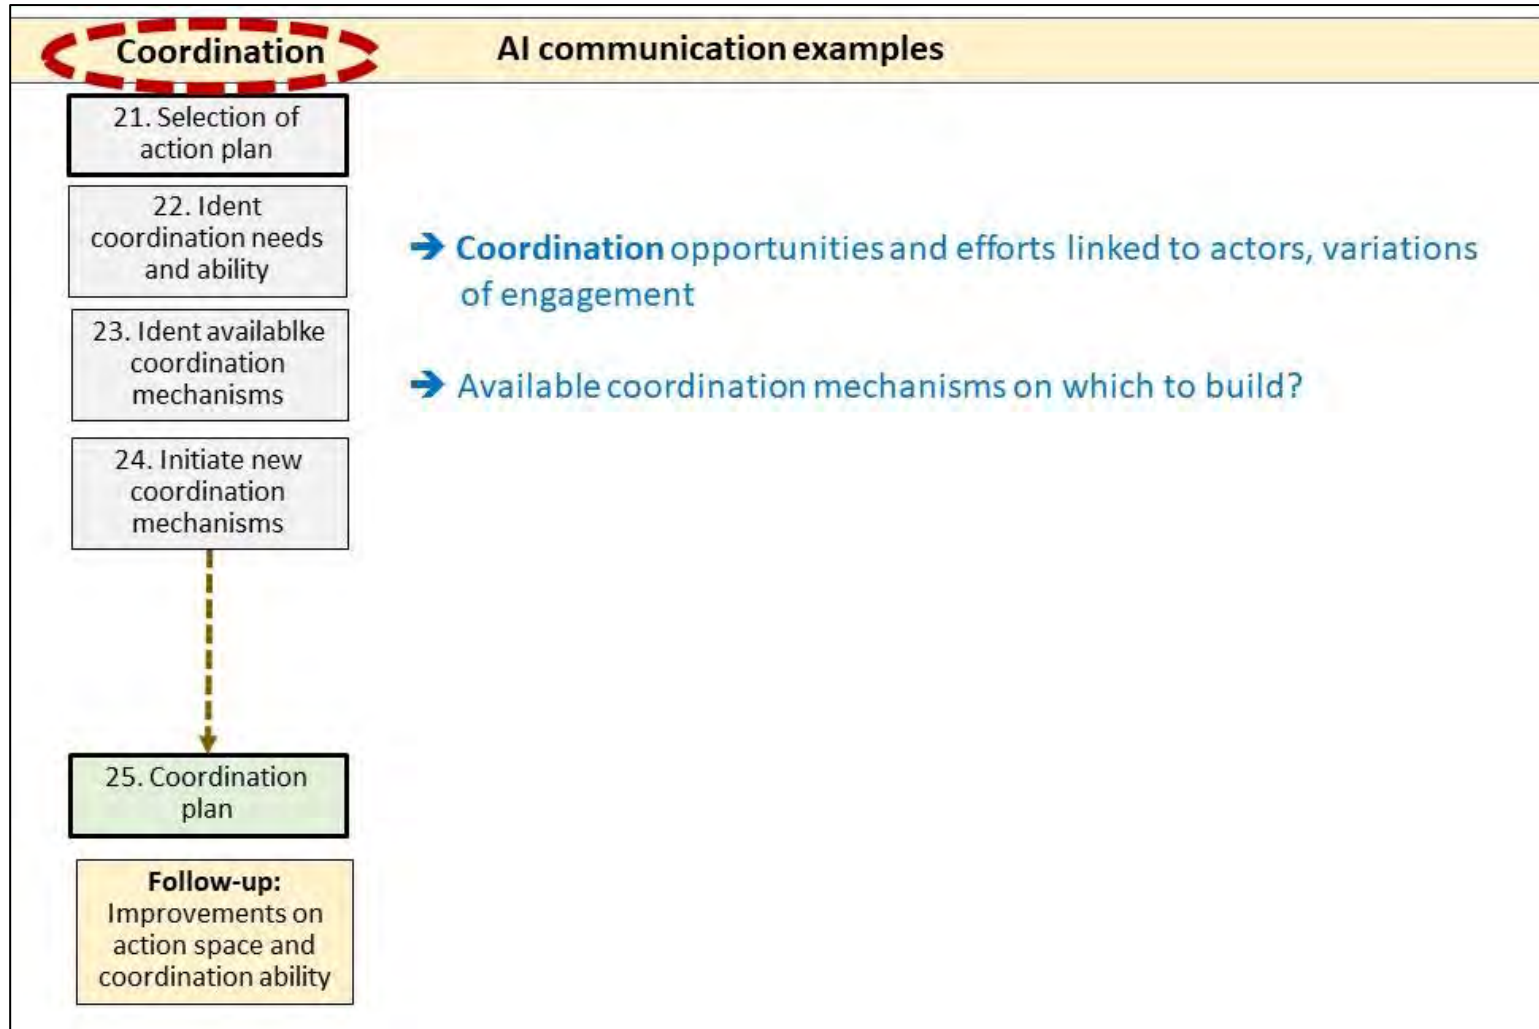 Coordination
AI communication examples
21. Selection of
action plan
22. Ident
coordination needs
and ability
➔ Coordination opportunities and efforts linked to actors, variations
of engagement
23. Ident availablke
coordination
mechanisms
➔ Available coordination mechanisms on which to build?
24. Initiate new
coordination
mechanisms
25. Coordination
plan
Follow-up:
Improvements on
action space and
coordination ability